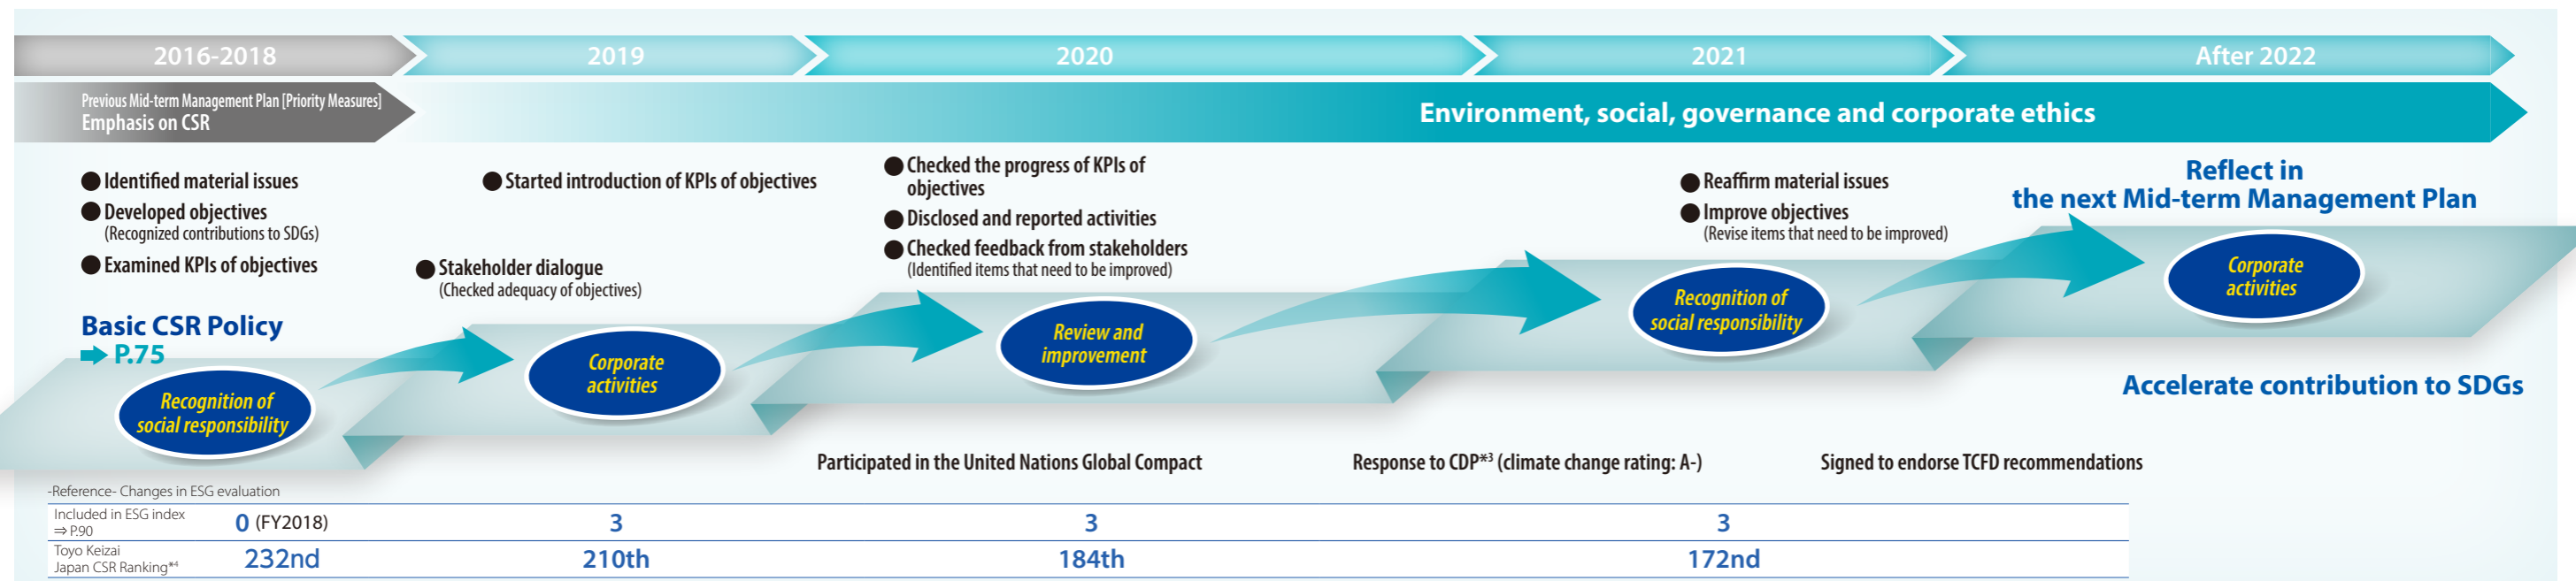 2016-2018
2019
2020
2021
After 2022
Previous Mid-term Management Plan [Priority Measures]
Emphasis on CSR
Environment, social, governance and corporate ethics
● Identified material issues
● Developed objectives
(Recognized contributions to SDGs)
● Examined KPIs of objectives
Basic CSR Policy
➡ P.75
Recognition of
social responsibility
● Started introduction of KPIs of objectives
● Stakeholder dialogue
(Checked adequacy of objectives)
Corporate
activities
● Checked the progress of KPIs of
objectives
● Disclosed and reported activities
● Checked feedback from stakeholders
(Identified items that need to be improved)
Review and
improvement
● Reaffirm material issues
● Improve objectives
(Revise items that need to be improved)
Recognition of
social responsibility
Reflect in
the next Mid-term Management Plan
Corporate
activities
Accelerate contribution to SDGs
Participated in the United Nations Global Compact
Response to CDP*3 (climate change rating: A-)
Signed to endorse TCFD recommendations
-Reference- Changes in ESG evaluation
Included in ESG index
⇒ P.90
0 (FY2018)
3
3
3
Toyo Keizai
Japan CSR Ranking*4
232nd
210th
184th
172nd